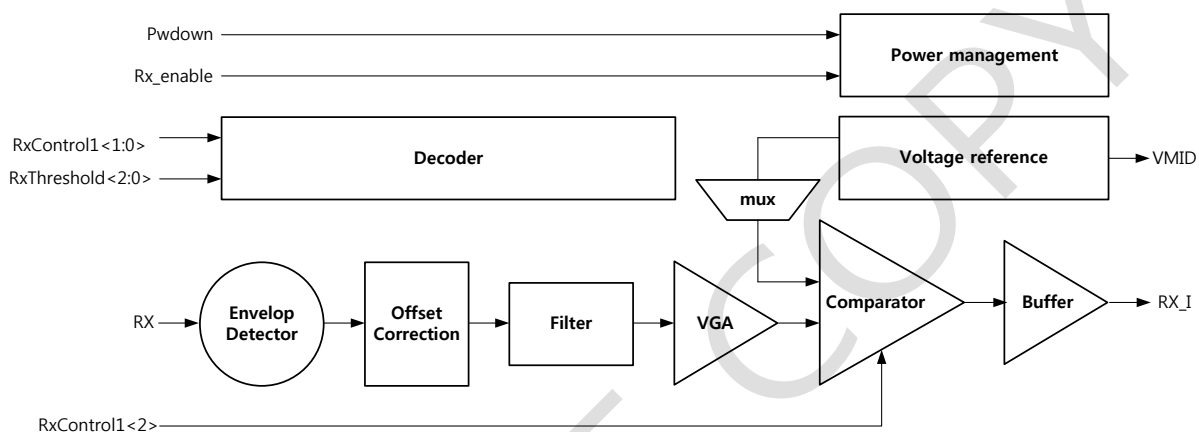 Pwdown
Rx_enable
Power management
RxControl1<1:0>
RxThreshold<2:0>
Decoder
Voltage reference
VMID
mux
RX
Envelop
Detector
Offset
Correction
Filter
VGA
Comparator
Buffer
RX_I
RxControl1<2>
COPY